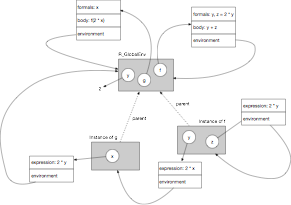 formals: x
body: f(2 * x)
environment
formals: y, z = 2 * y
body: y + z
environment
R_GlobalEnv
y
g
f
2
parent
parent
Instance of g
x
Instance of f
y
z
expression: 2 * y
environment
expression: 2 * y
environment
expression: 2 * y
environment